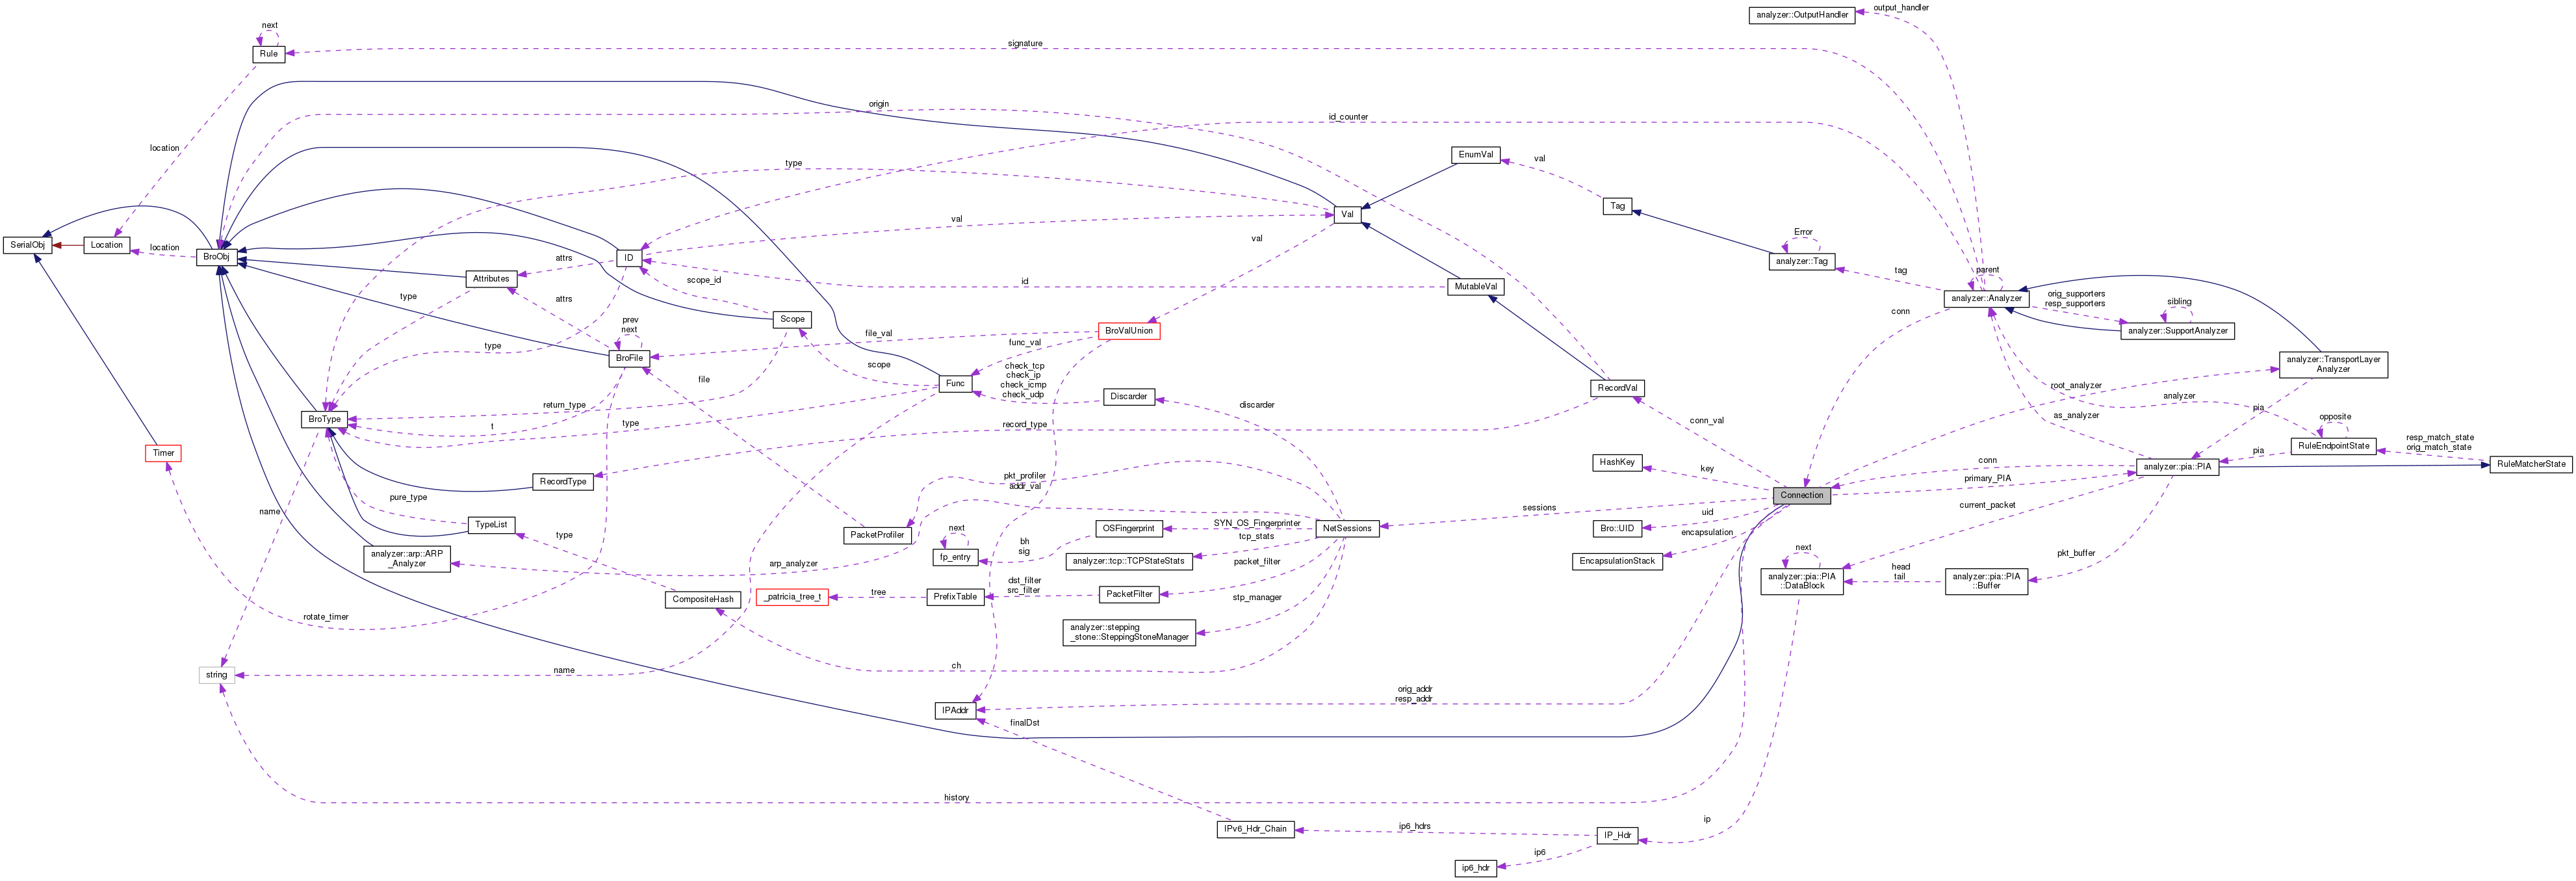 analyzer::OutputHandler
output_handler
next
Rule
signature
origin
id_counter
location
type
EnumVal
val
Tag
Val
val
val
SerialObj
Location
location
BroObj
ID
attrs
Attributes
scope_id
id
MutableVal
Error
analyzer::Tag
tag
parent
analyzer::Analyzer
orig_supporters
resp_supporters
sibling
analyzer::SupportAnalyzer
conn
type
attrs
Scope
prev
next
BroFile
type
file_val
BroValUnion
func_val
scope
Func
file
check_tcp
check_ip
check_icmp
check_udp
Discarder
discarder
RecordVal
conn_val
record_type
root_analyzer
analyzer
as_analyzer
pia
analyzer::TransportLayer
Analyzer
opposite
RuleEndpointState
resp_match_state
orig_match_state
RuleMatcherState
pia
analyzer::pia::PIA
conn
primary_PIA
current_packet
pkt_buffer
BroType
return_type
t
type
Timer
RecordType
pure_type
name
TypeList
type
analyzer::arp::ARP
_Analyzer
arp_analyzer
CompositeHash
PacketProfiler
pkt_profiler
addr_val
HashKey
key
Connection
sessions
Bro::UID
uid
encapsulation
EncapsulationStack
NetSessions
OSFingerprint
SYN_OS_Fingerprinter
tcp_stats
next
fp_entry
bh
sig
analyzer::tcp::TCPStateStats
packet_filter
dst_filter
src_filter
PacketFilter
PrefixTable
tree
_patricia_tree_t
stp_manager
analyzer::stepping
_stone::SteppingStoneManager
next
analyzer::pia::PIA
::DataBlock
head
tail
analyzer::pia::PIA
::Buffer
rotate_timer
string
name
ch
orig_addr
resp_addr
IPAddr
finalDst
history
IPv6_Hdr_Chain
ip6_hdrs
IP_Hdr
ip
ip6
ip6_hdr